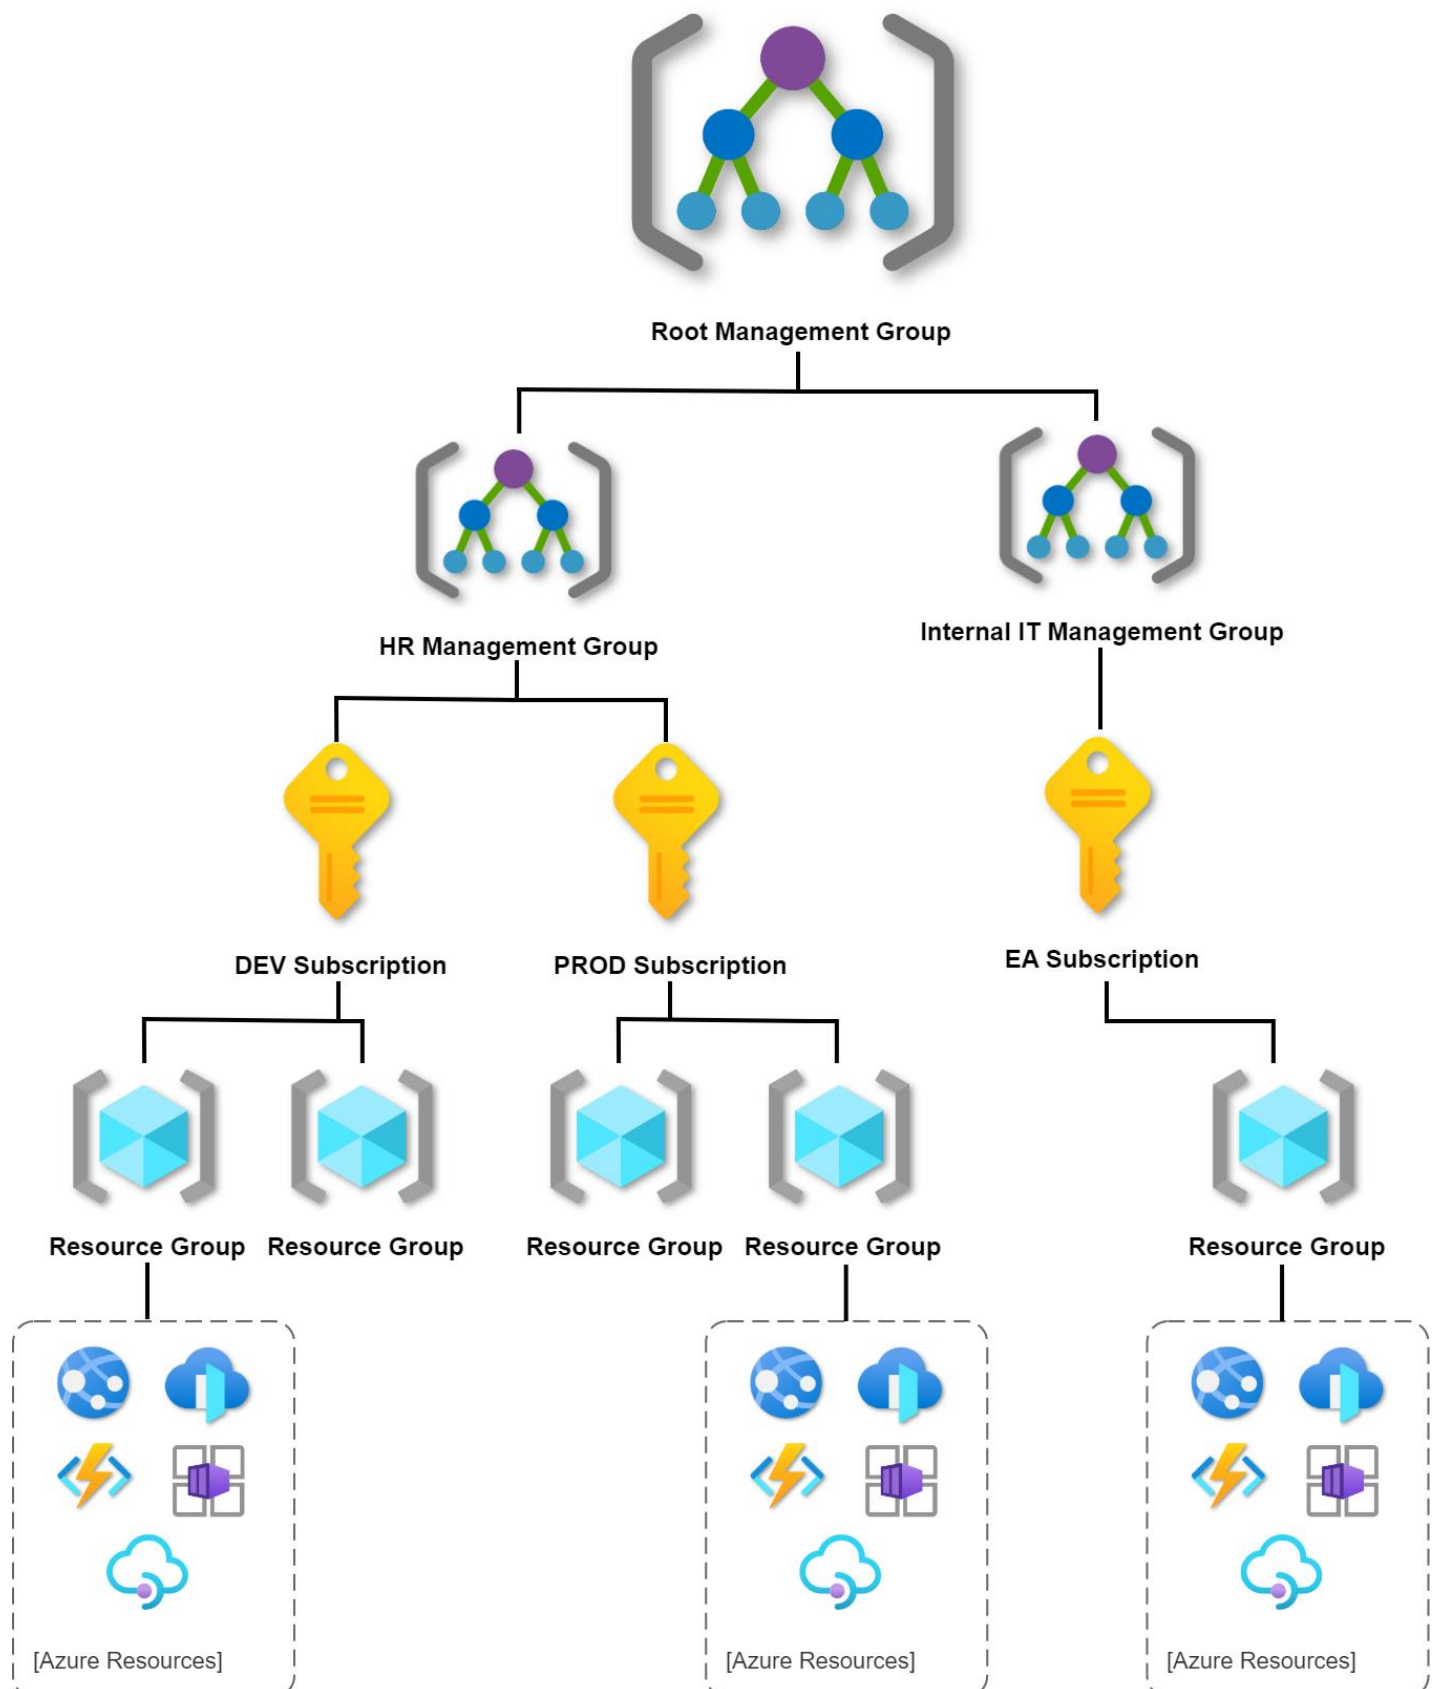 Root Management Group
HR Management Group
Internal IT Management Group
DEV Subscription
PROD Subscription
EA Subscription
Resource Group
Resource Group
Resource Group
Resource Group
Resource Group
[Azure Resources]
[Azure Resources]
[Azure Resources]